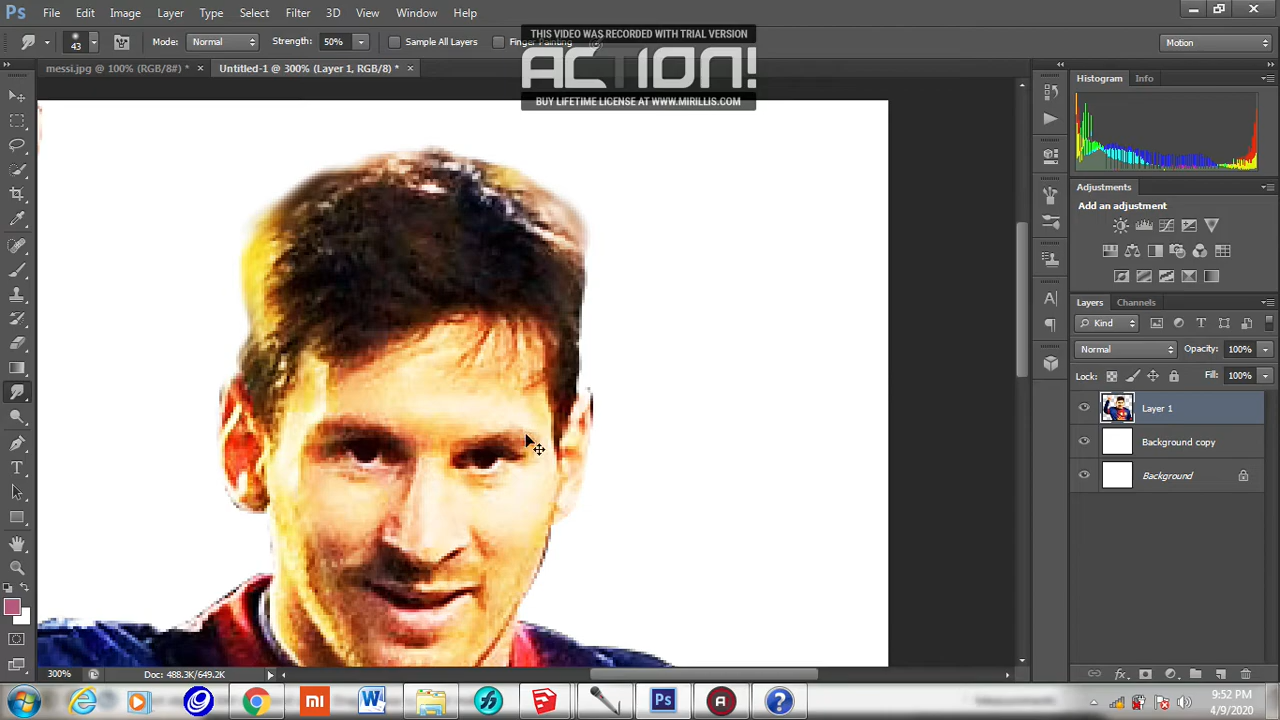 Ps File Edit Image Layer Type Select Filter 3D View Window Help
THIS VIDEO WAS RECORDED WITH TRIAL VERSION
ACTION!
BUY LIFETIME LICENSE AT WWW.MIRILLIS.COM
43 Mode: Normal Strength: 50% Sample All Layers Finger Painting Motion
messi.jpg @ 100% (RGB/8#) * × Untitled-1 @ 300% (Layer 1, RGB/8) * ×
Histogram Info
Adjustments
Add an adjustment
Layers Channels
Kind
Normal Opacity: 100%
Lock: Fill: 100%
Layer 1
Background copy
Background
300% Doc: 488.3K/649.2K
9:52 PM
4/9/2020